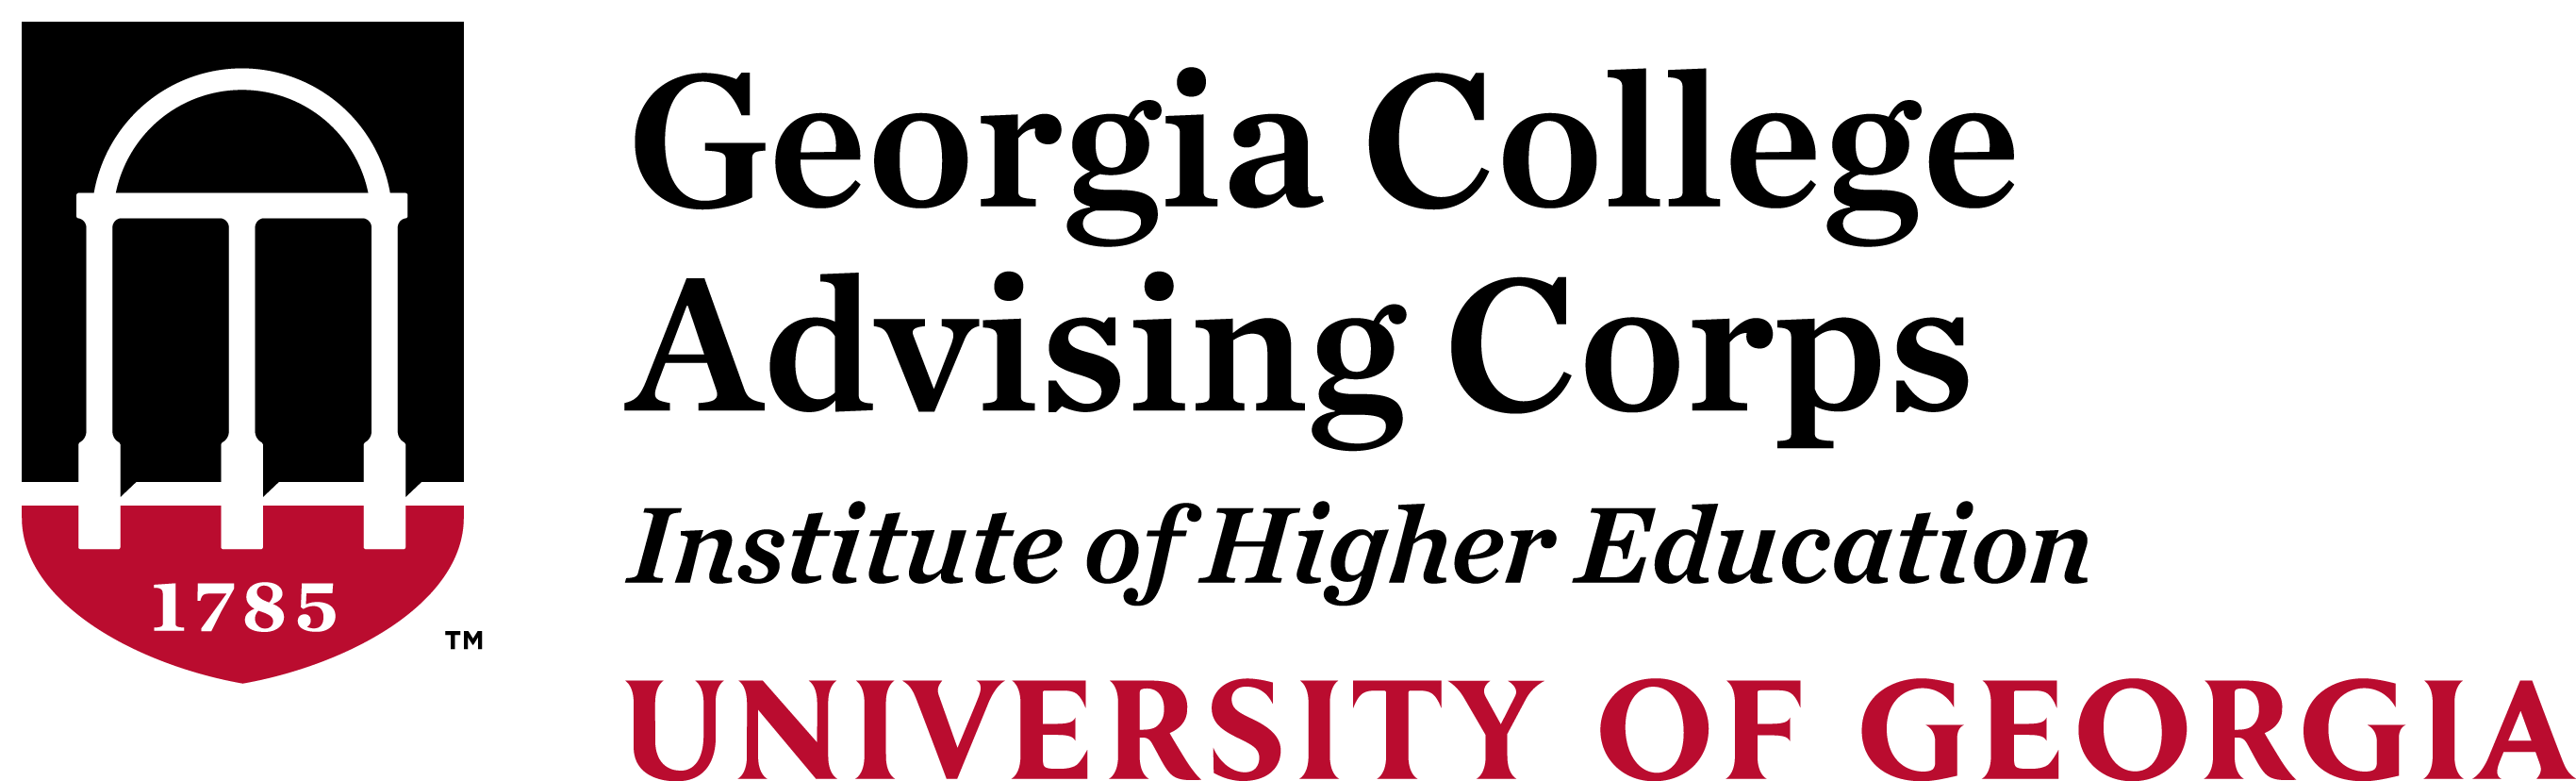 1785
TM
Georgia College
Advising Corps
Institute of Higher Education
UNIVERSITY OF GEORGIA